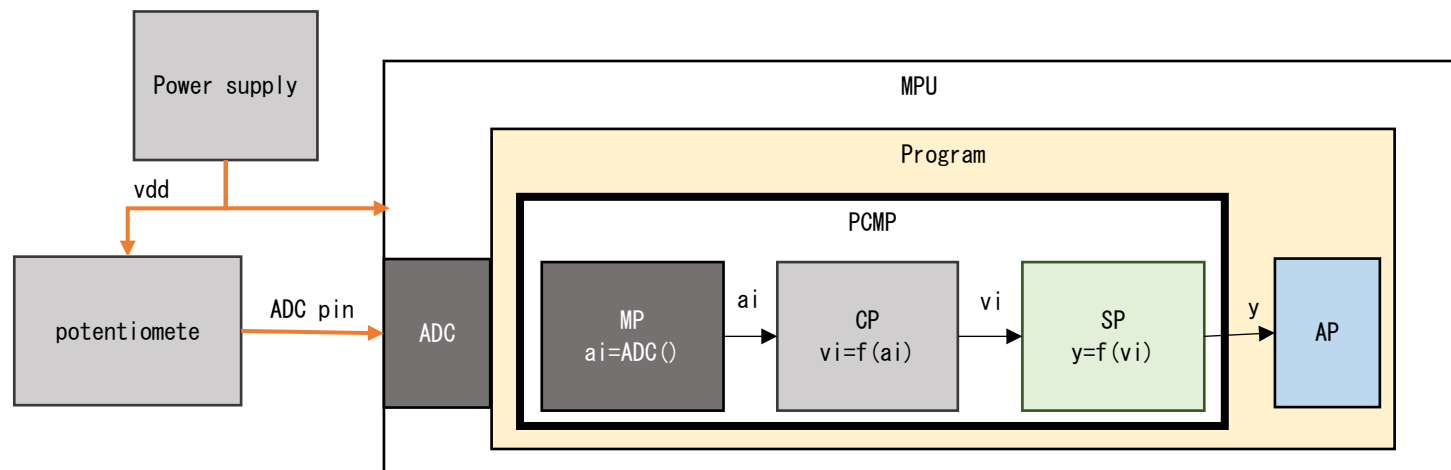 Power supply
MPU
Program
vdd
PCMP
potentiomete
ADC pin
ADC
MP
ai=ADC()
ai
CP
vi=f(ai)
vi
SP
y=f(vi)
y
AP